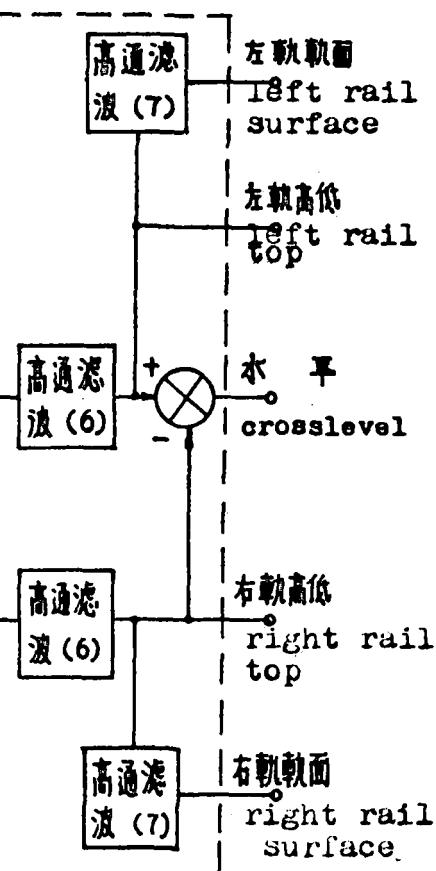 高通滤
波(7)
左軌軌面
left rail
surface
左軌高低
left rail
top
高通滤
波(6)
+
-
水 平
crosslevel
高通滤
波(6)
右軌高低
right rail
top
高通滤
波(7)
右軌軌面
right rail
surface